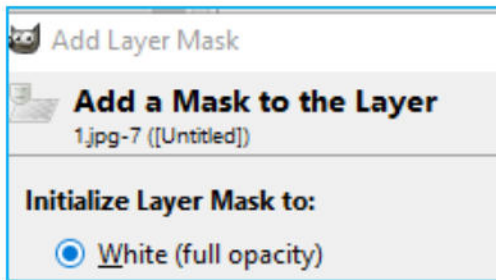 Add Layer Mask
Add a Mask to the Layer
1.jpg-7 ([Untitled])
Initialize Layer Mask to:
White (full opacity)